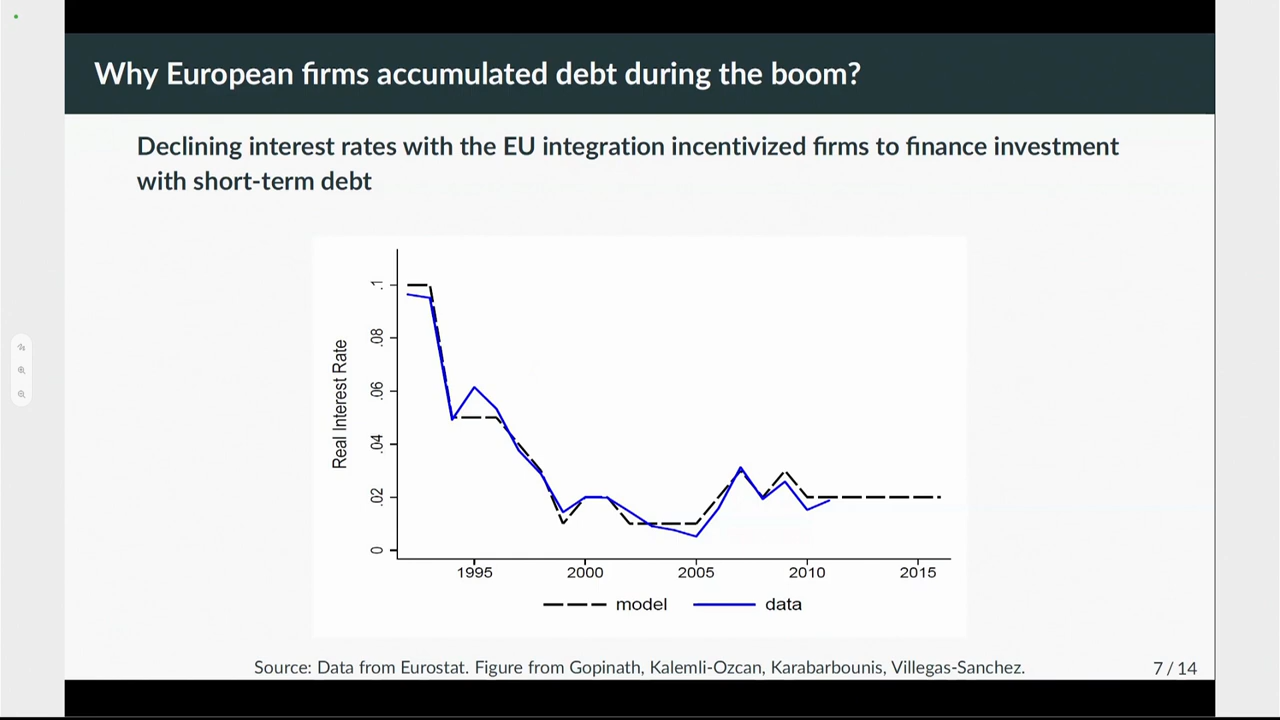 Why European firms accumulated debt during the boom?
Declining interest rates with the EU integration incentivized firms to finance investment
with short-term debt
Real Interest Rate
.1
.08
.06
.04
.02
0
1995 2000 2005 2010 2015
model data
Source: Data from Eurostat. Figure from Gopinath, Kalemli-Ozcan, Karabarbounis, Villegas-Sanchez.
7 / 14